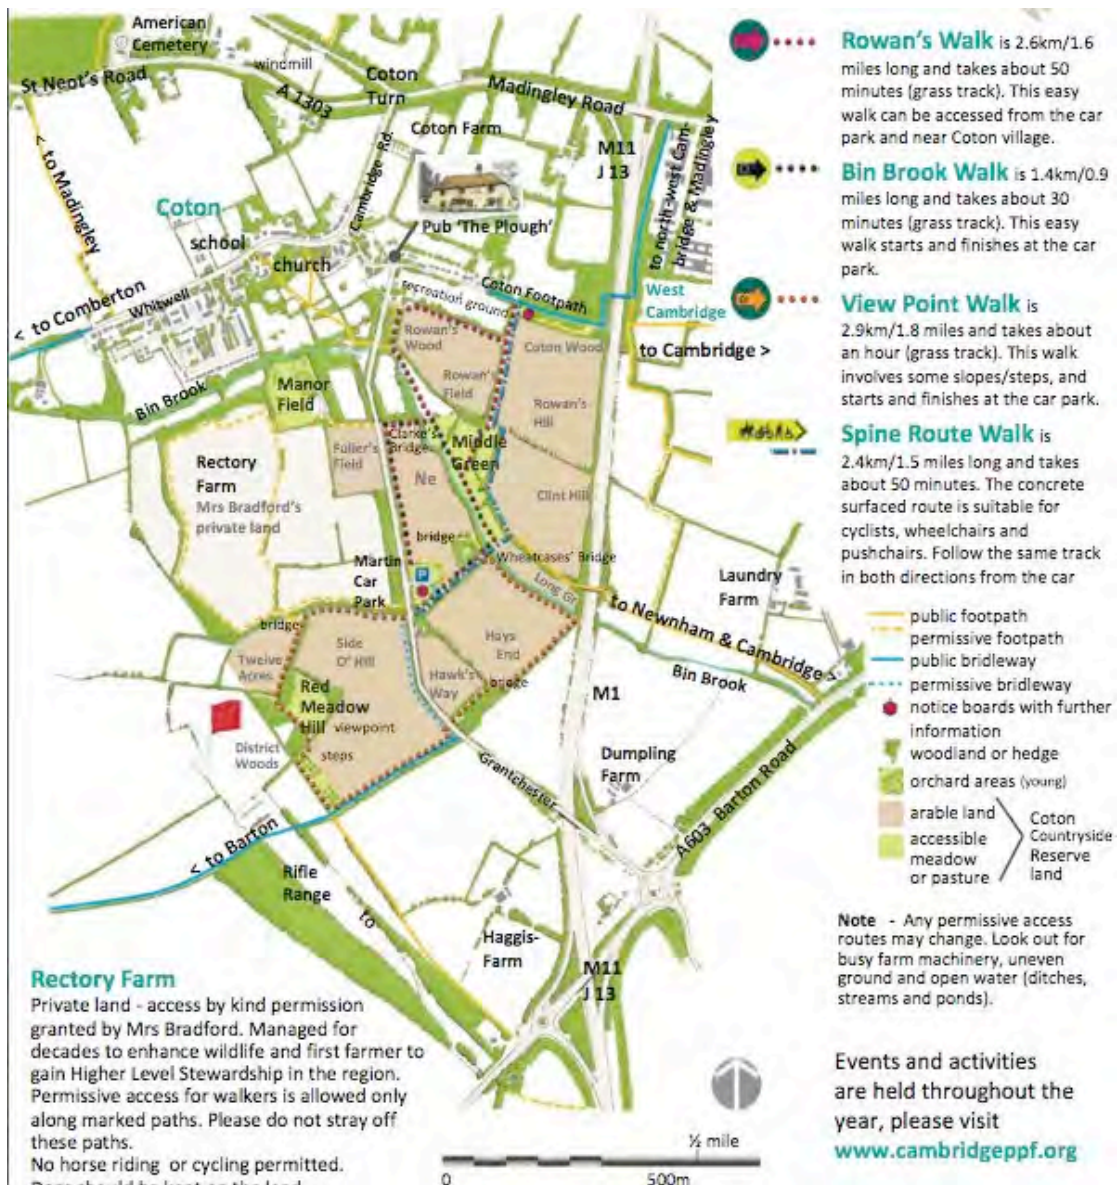 American
Cemetery
windmill
St Neot's Road
A 1303
Coton
Turn
Madingley Road
Coton Farm
Cambridge Rd.
M11
J 13
< to Madingley
to north-west Cam-
bridge & Madingley
Coton
school
church
Pub 'The Plough'
< to Comberton
Whitwell
recreation ground
Coton Footpath
West
Cambridge
to Cambridge >
Rowan's
Wood
Coton Wood
Rowan's
Field
Rowan's
Hill
Bin Brook
Manor
Field
Fuller's
Field
Clarke's
Bridge
Middle
Green
Rectory
Farm
Mrs Bradford's
private land
Ne
Clint Hill
bridge
Wheatcases' Bridge
Martin
Car
Park
P
Long Gr
Laundry
Farm
to Newnham & Cambridge >
Bin Brook
bridge
Side
O' Hill
Twelve
Acres
Hays
End
Hawk's
Way
bridge
Red
Meadow
Hill
viewpoint
steps
District
Woods
M1
Dumpling
Farm
Grantchester
A603 Barton Road
< to Barton
Rifle
Range
to
Haggis-
Farm
M11
J 13
Rowan's Walk is 2.6km/1.6
miles long and takes about 50
minutes (grass track). This easy
walk can be accessed from the car
park and near Coton village.
Bin Brook Walk is 1.4km/0.9
miles long and takes about 30
minutes (grass track). This easy
walk starts and finishes at the car
park.
View Point Walk is
2.9km/1.8 miles and takes about
an hour (grass track). This walk
involves some slopes/steps, and
starts and finishes at the car park.
Spine Route Walk is
2.4km/1.5 miles long and takes
about 50 minutes. The concrete
surfaced route is suitable for
cyclists, wheelchairs and
pushchairs. Follow the same track
in both directions from the car
public footpath
permissive footpath
public bridleway
permissive bridleway
notice boards with further
information
woodland or hedge
orchard areas (young)
arable land
accessible
meadow
or pasture
Coton
Countryside
Reserve
land
Note - Any permissive access
routes may change. Look out for
busy farm machinery, uneven
ground and open water (ditches,
streams and ponds).
Events and activities
are held throughout the
year, please visit
www.cambridgeppf.org
Rectory Farm
Private land - access by kind permission
granted by Mrs Bradford. Managed for
decades to enhance wildlife and first farmer to
gain Higher Level Stewardship in the region.
Permissive access for walkers is allowed only
along marked paths. Please do not stray off
these paths.
No horse riding or cycling permitted.
½ mile
0
500m